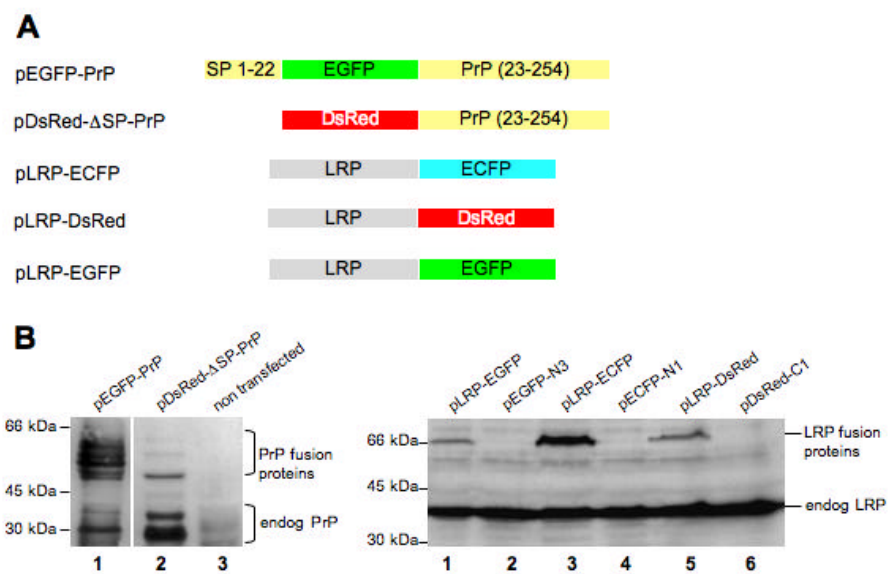 A
pEGFP-PrP
SP 1-22 EGFP PrP (23-254)
pDsRed-ΔSP-PrP
DsRed PrP (23-254)
pLRP-ECFP
LRP ECFP
pLRP-DsRed
LRP DsRed
pLRP-EGFP
LRP EGFP
B
pEGFP-PrP
pDsRed-ΔSP-PrP
non transfected
66 kDa
45 kDa
30 kDa
PrP fusion
proteins
endog PrP
1 2 3
pLRP-EGFP
pEGFP-N3
pLRP-ECFP
pECFP-N1
pLRP-DsRed
pDsRed-C1
66 kDa
45 kDa
30 kDa
LRP fusion
proteins
endog LRP
1 2 3 4 5 6